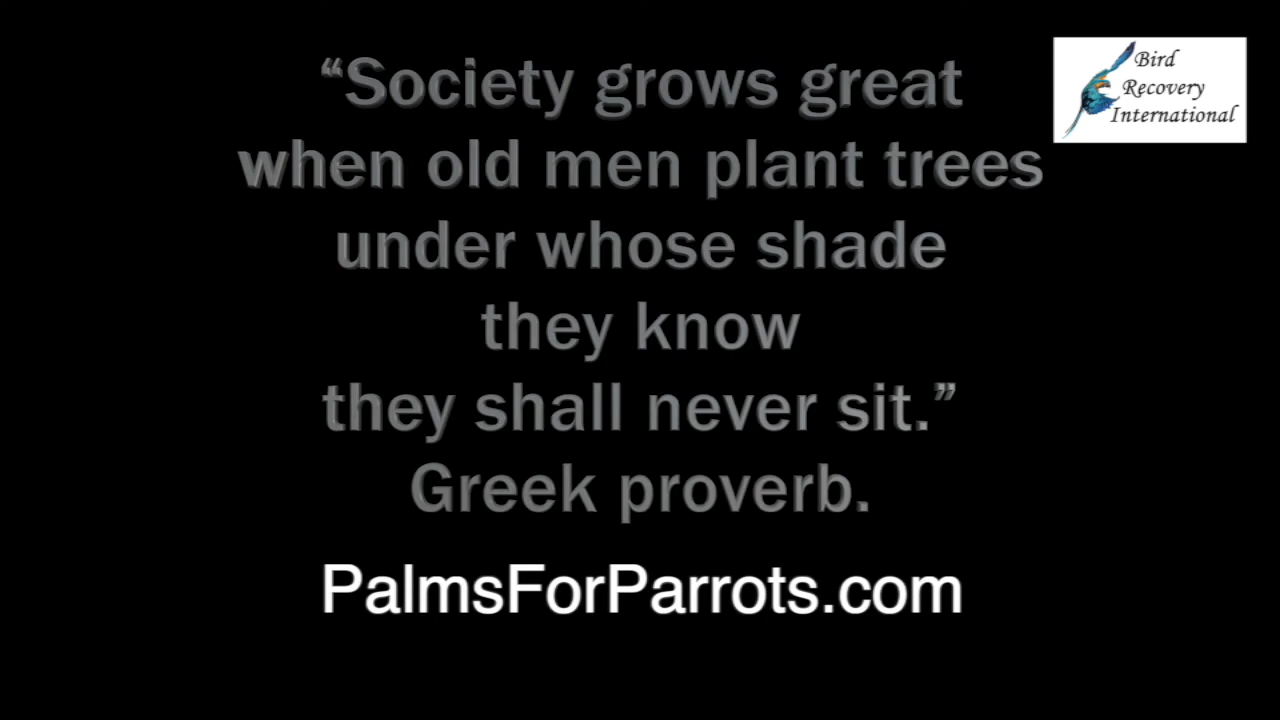 “Society grows great
when old men plant trees
under whose shade
they know
they shall never sit.”
Greek proverb.
PalmsForParrots.com
Bird
Recovery
International